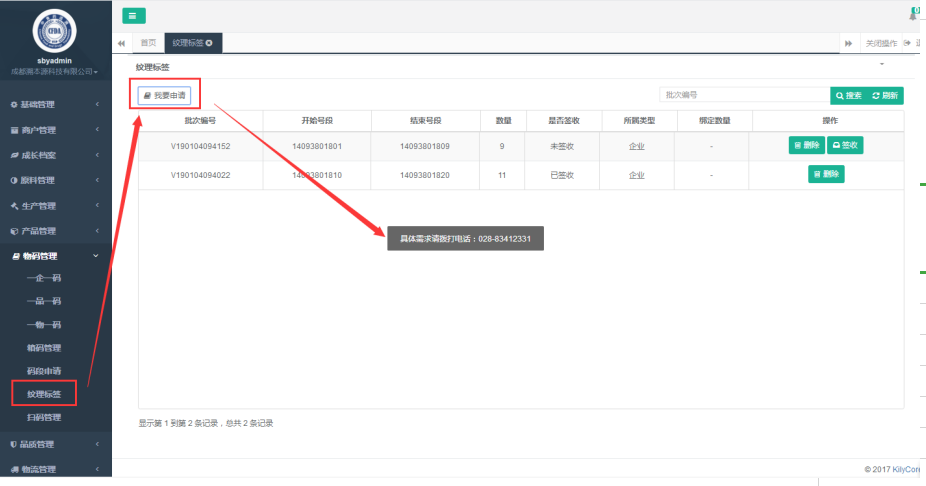 CFDA
sbyadmin
成都溯本源科技有限公司
基础管理
商户管理
成长档案
原料管理
生产管理
产品管理
物码管理
一企一码
一品一码
一物一码
箱码管理
码段申请
纹理标签
扫码管理
品质管理
物流管理
首页 纹理标签 关闭操作
纹理标签
我要申请 批次编号 搜索 刷新
批次编号 开始号段 结束号段 数量 是否签收 所属类型 绑定数量 操作
V190104094152 14093801801 14093801809 9 未签收 企业 - 删除 签收
V190104094022 14093801810 14093801820 11 已签收 企业 - 删除
具体需求请拨打电话：028-83412331
显示第 1 到第 2 条记录，总共 2 条记录
© 2017 KilyCore